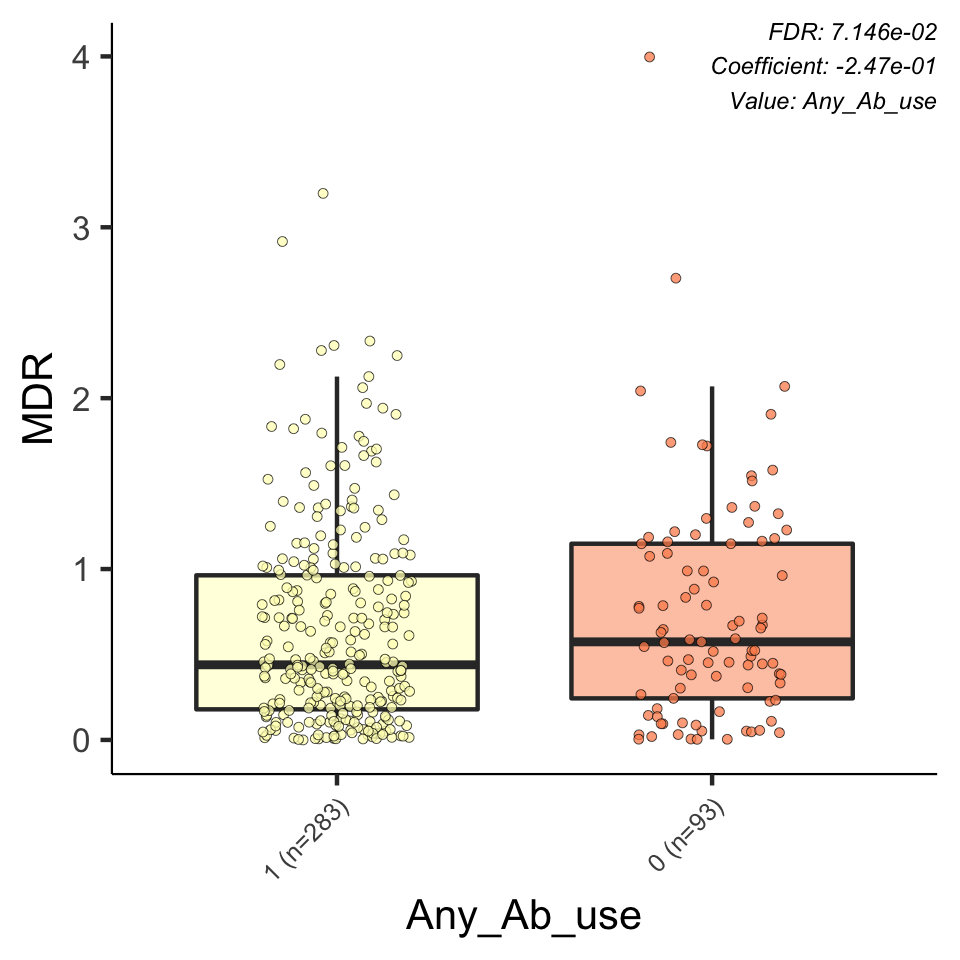 FDR: 7.146e-02
Coefficient: -2.47e-01
Value: Any_Ab_use
4
3
2
1
0
MDR
1 (n=283)
0 (n=93)
Any_Ab_use